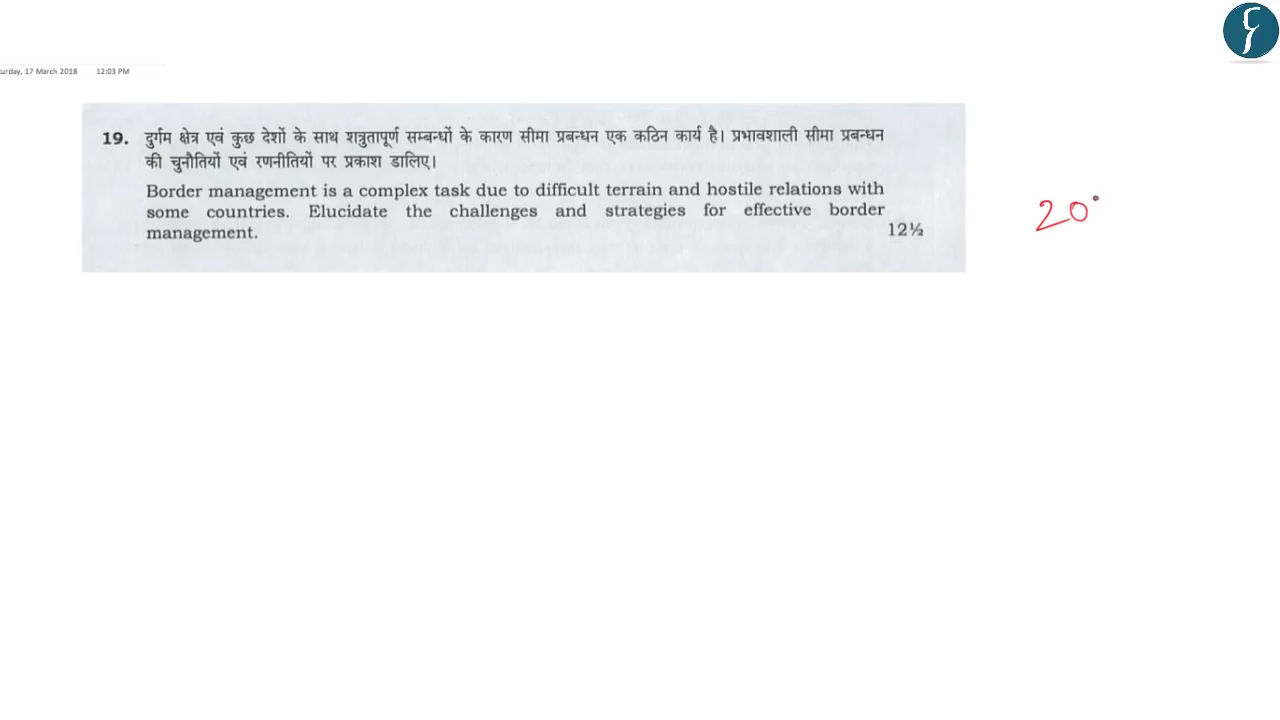 urday, 17 March 2018 12:03 PM
19. दुर्गम क्षेत्र एवं कुछ देशों के साथ शत्रुतापूर्ण सम्बन्धों के कारण सीमा प्रबन्धन एक कठिन कार्य है। प्रभावशाली सीमा प्रबन्धन
की चुनौतियों एवं रणनीतियों पर प्रकाश डालिए।
Border management is a complex task due to difficult terrain and hostile relations with
some countries. Elucidate the challenges and strategies for effective border
management. 12½
20